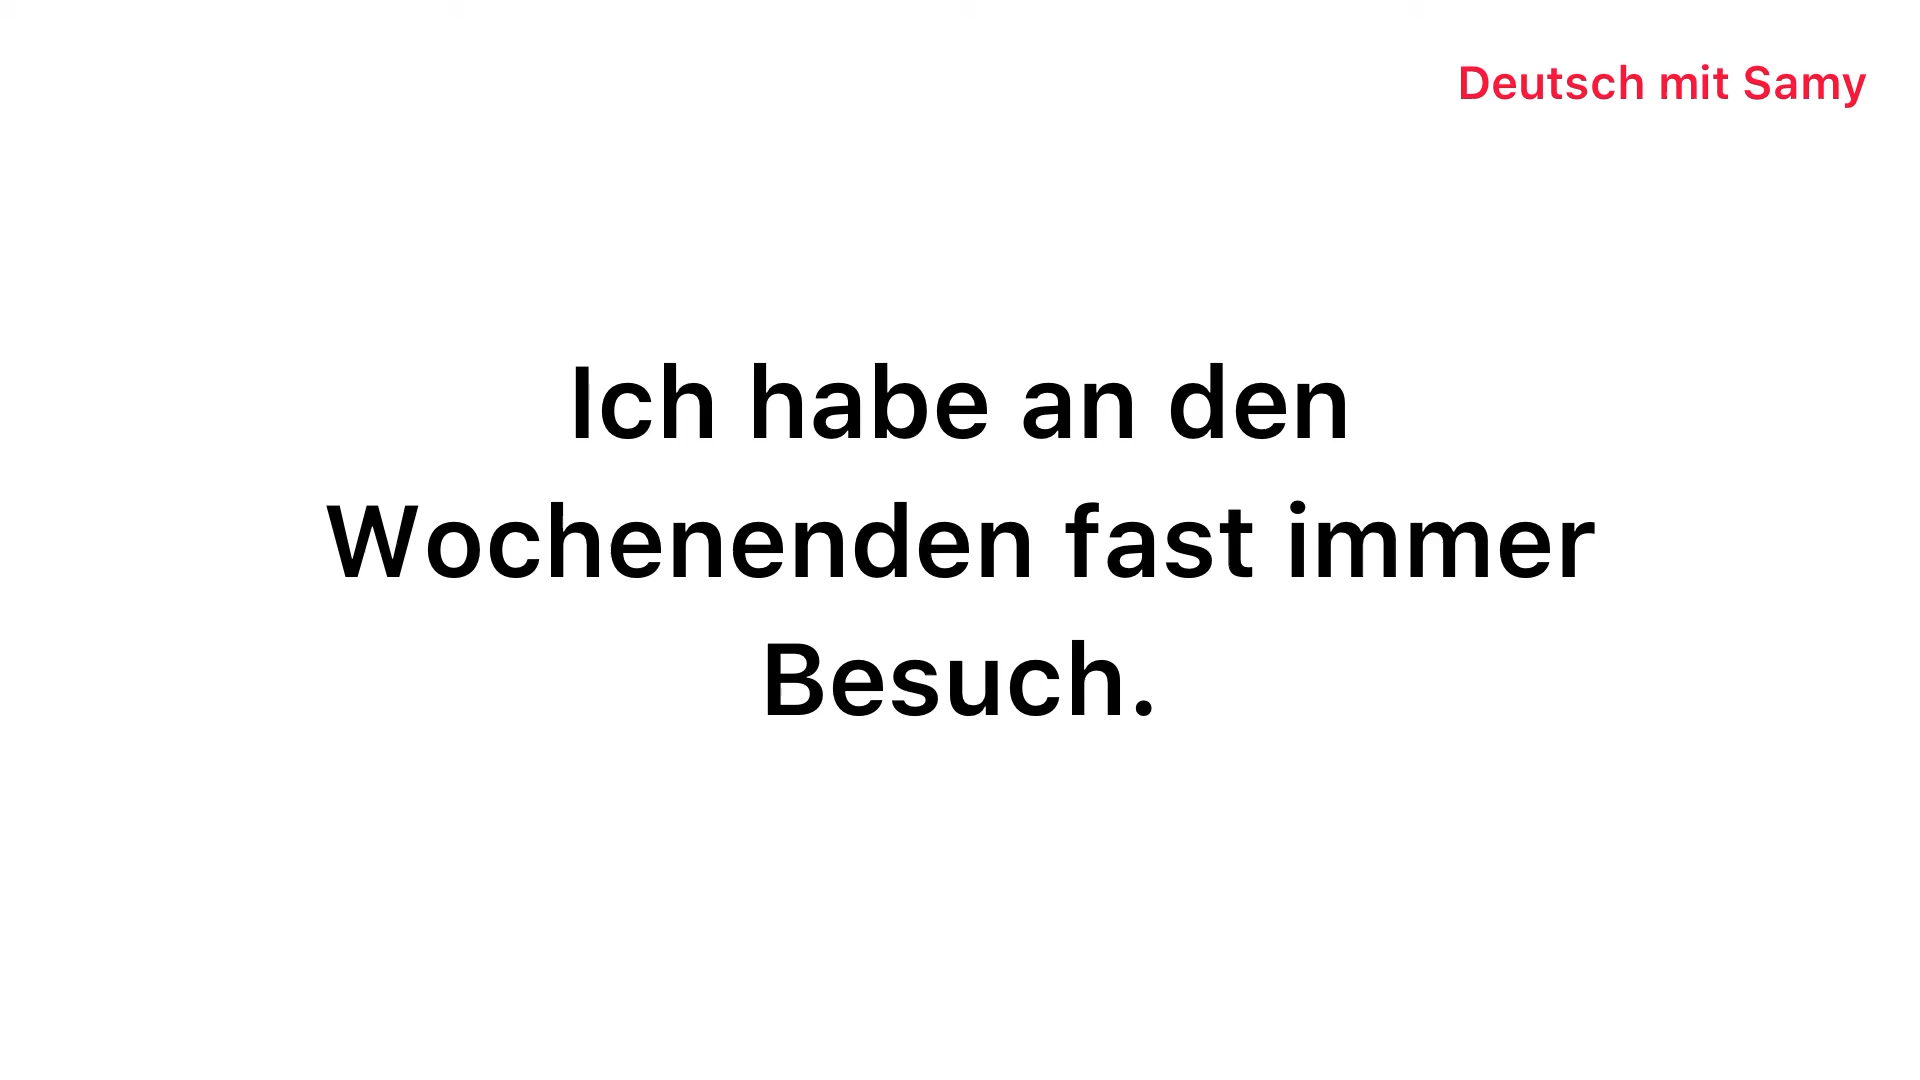 Deutsch mit Samy
Ich habe an den
Wochenenden fast immer
Besuch.